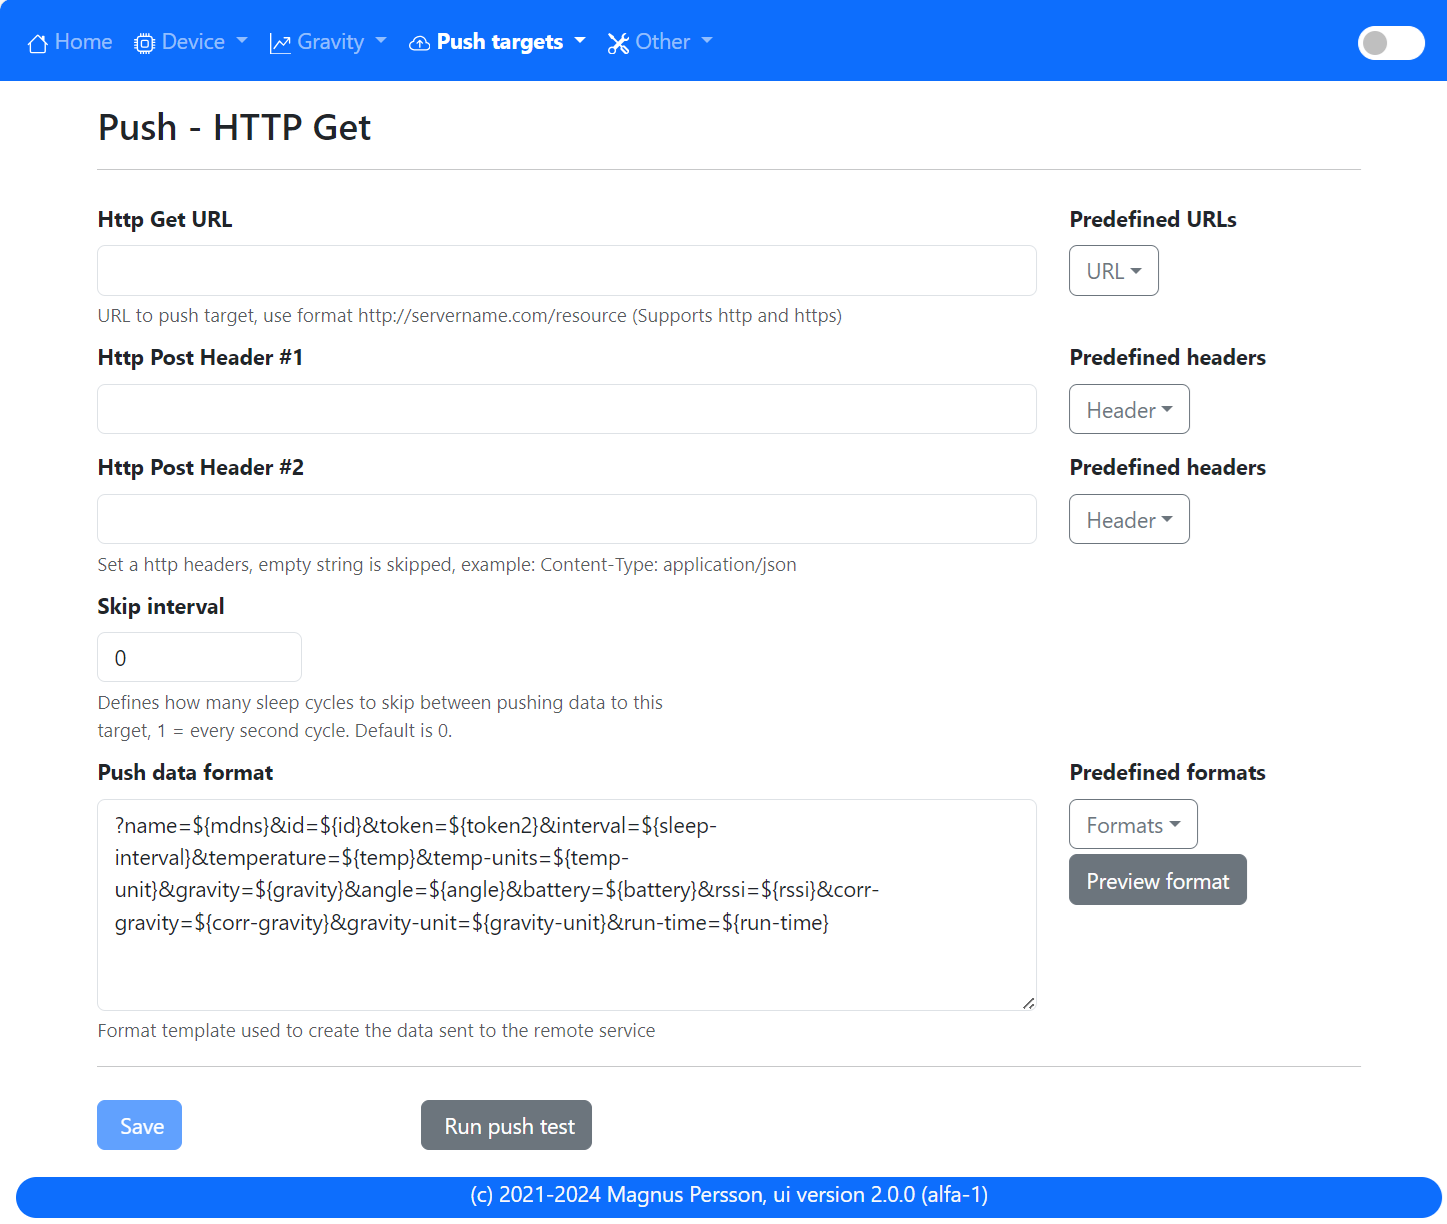 Home Device Gravity Push targets Other
Push - HTTP Get
Http Get URL Predefined URLs
URL
URL to push target, use format http://servername.com/resource (Supports http and https)
Http Post Header #1 Predefined headers
Header
Http Post Header #2 Predefined headers
Header
Set a http headers, empty string is skipped, example: Content-Type: application/json
Skip interval
0
Defines how many sleep cycles to skip between pushing data to this
target, 1 = every second cycle. Default is 0.
Push data format Predefined formats
?name=${mdns}&id=${id}&token=${token2}&interval=${sleep- Formats
interval}&temperature=${temp}&temp-units=${temp-
unit}&gravity=${gravity}&angle=${angle}&battery=${battery}&rssi=${rssi}&corr- Preview format
gravity=${corr-gravity}&gravity-unit=${gravity-unit}&run-time=${run-time}
Format template used to create the data sent to the remote service
Save Run push test
(c) 2021-2024 Magnus Persson, ui version 2.0.0 (alfa-1)